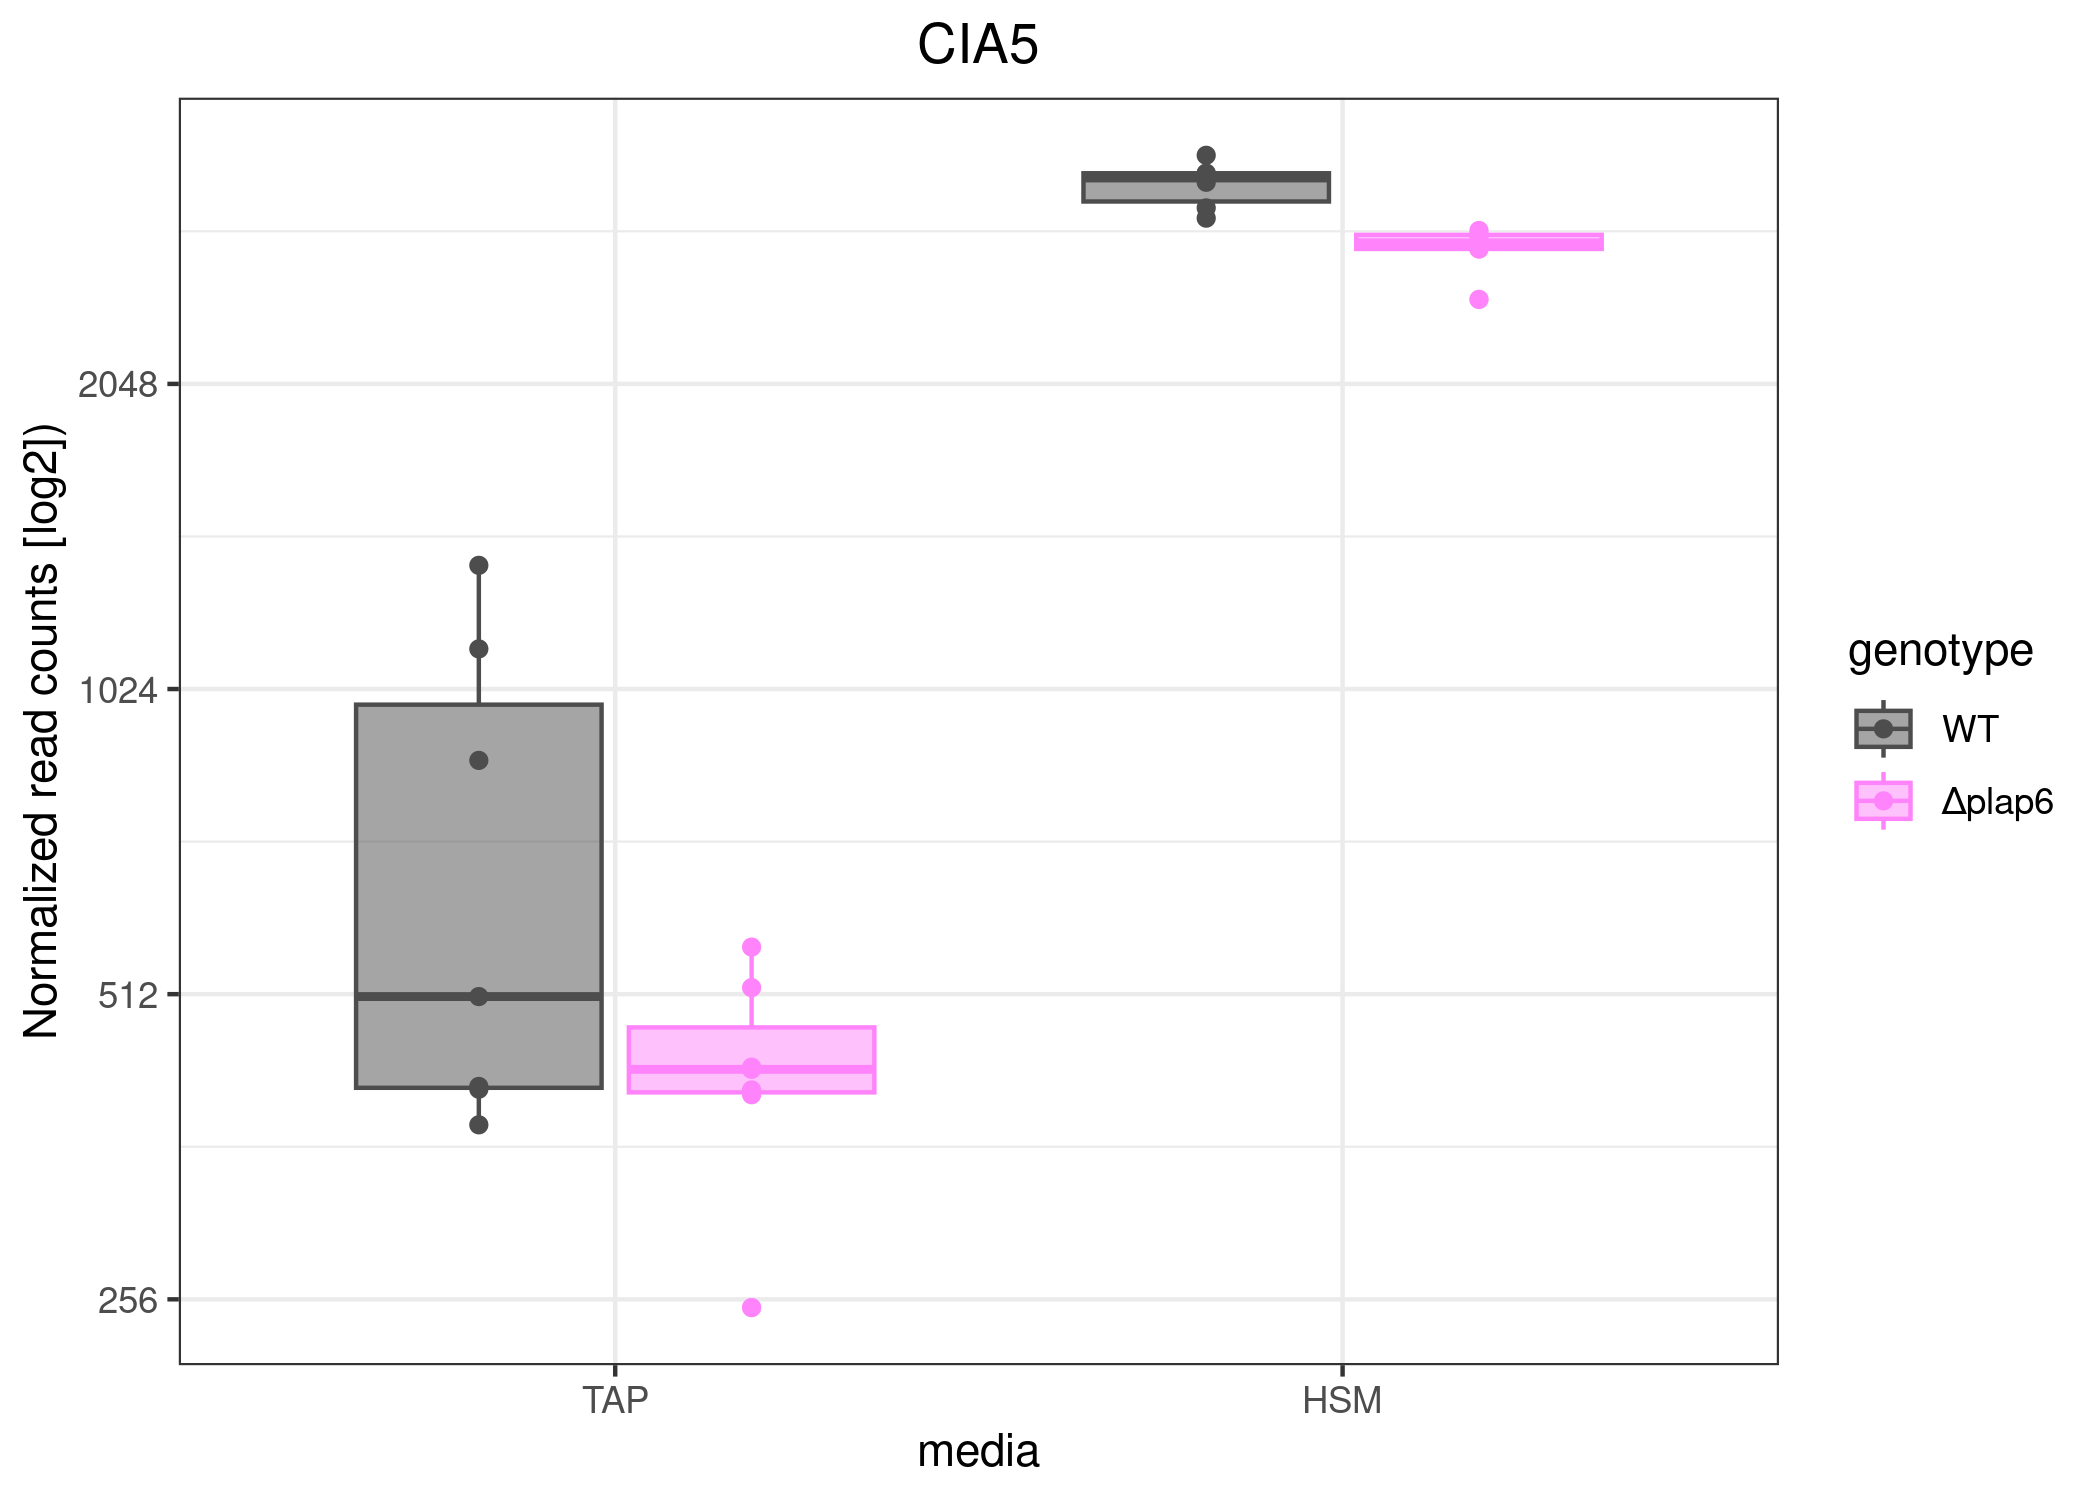 CIA5
Normalized read counts [log2])
2048
1024
512
256
TAP
HSM
media
genotype
WT
Δplap6